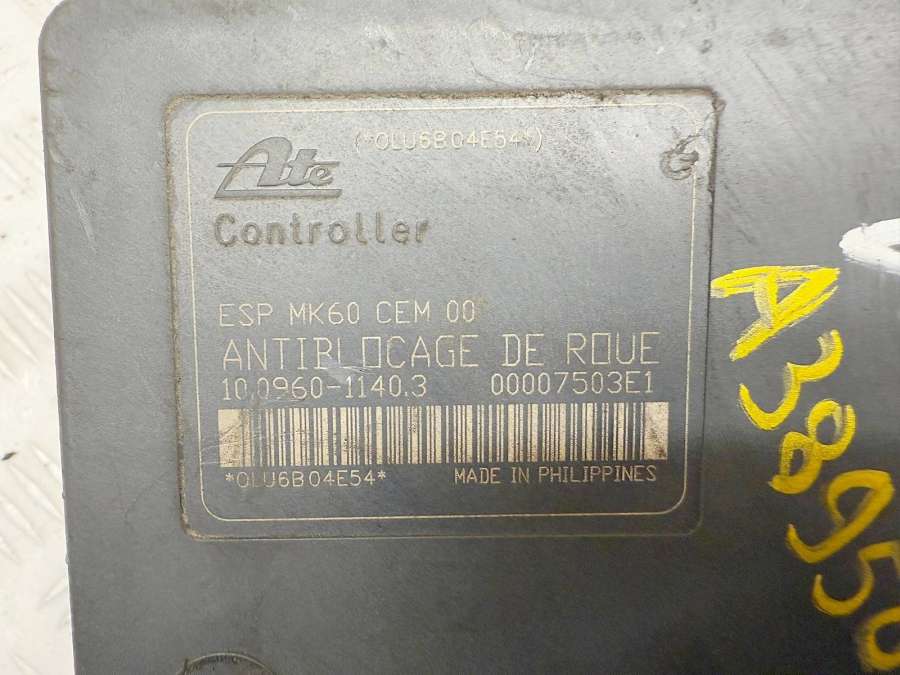 (*OLU6B04E54*)
Ate
Controller
ESP MK60 CEM 00
ANTIBLOCAGE DE ROUE
10.0960-1140.3 00007503E1
*OLU6B04E54*
MADE IN PHILIPPINES
A38950